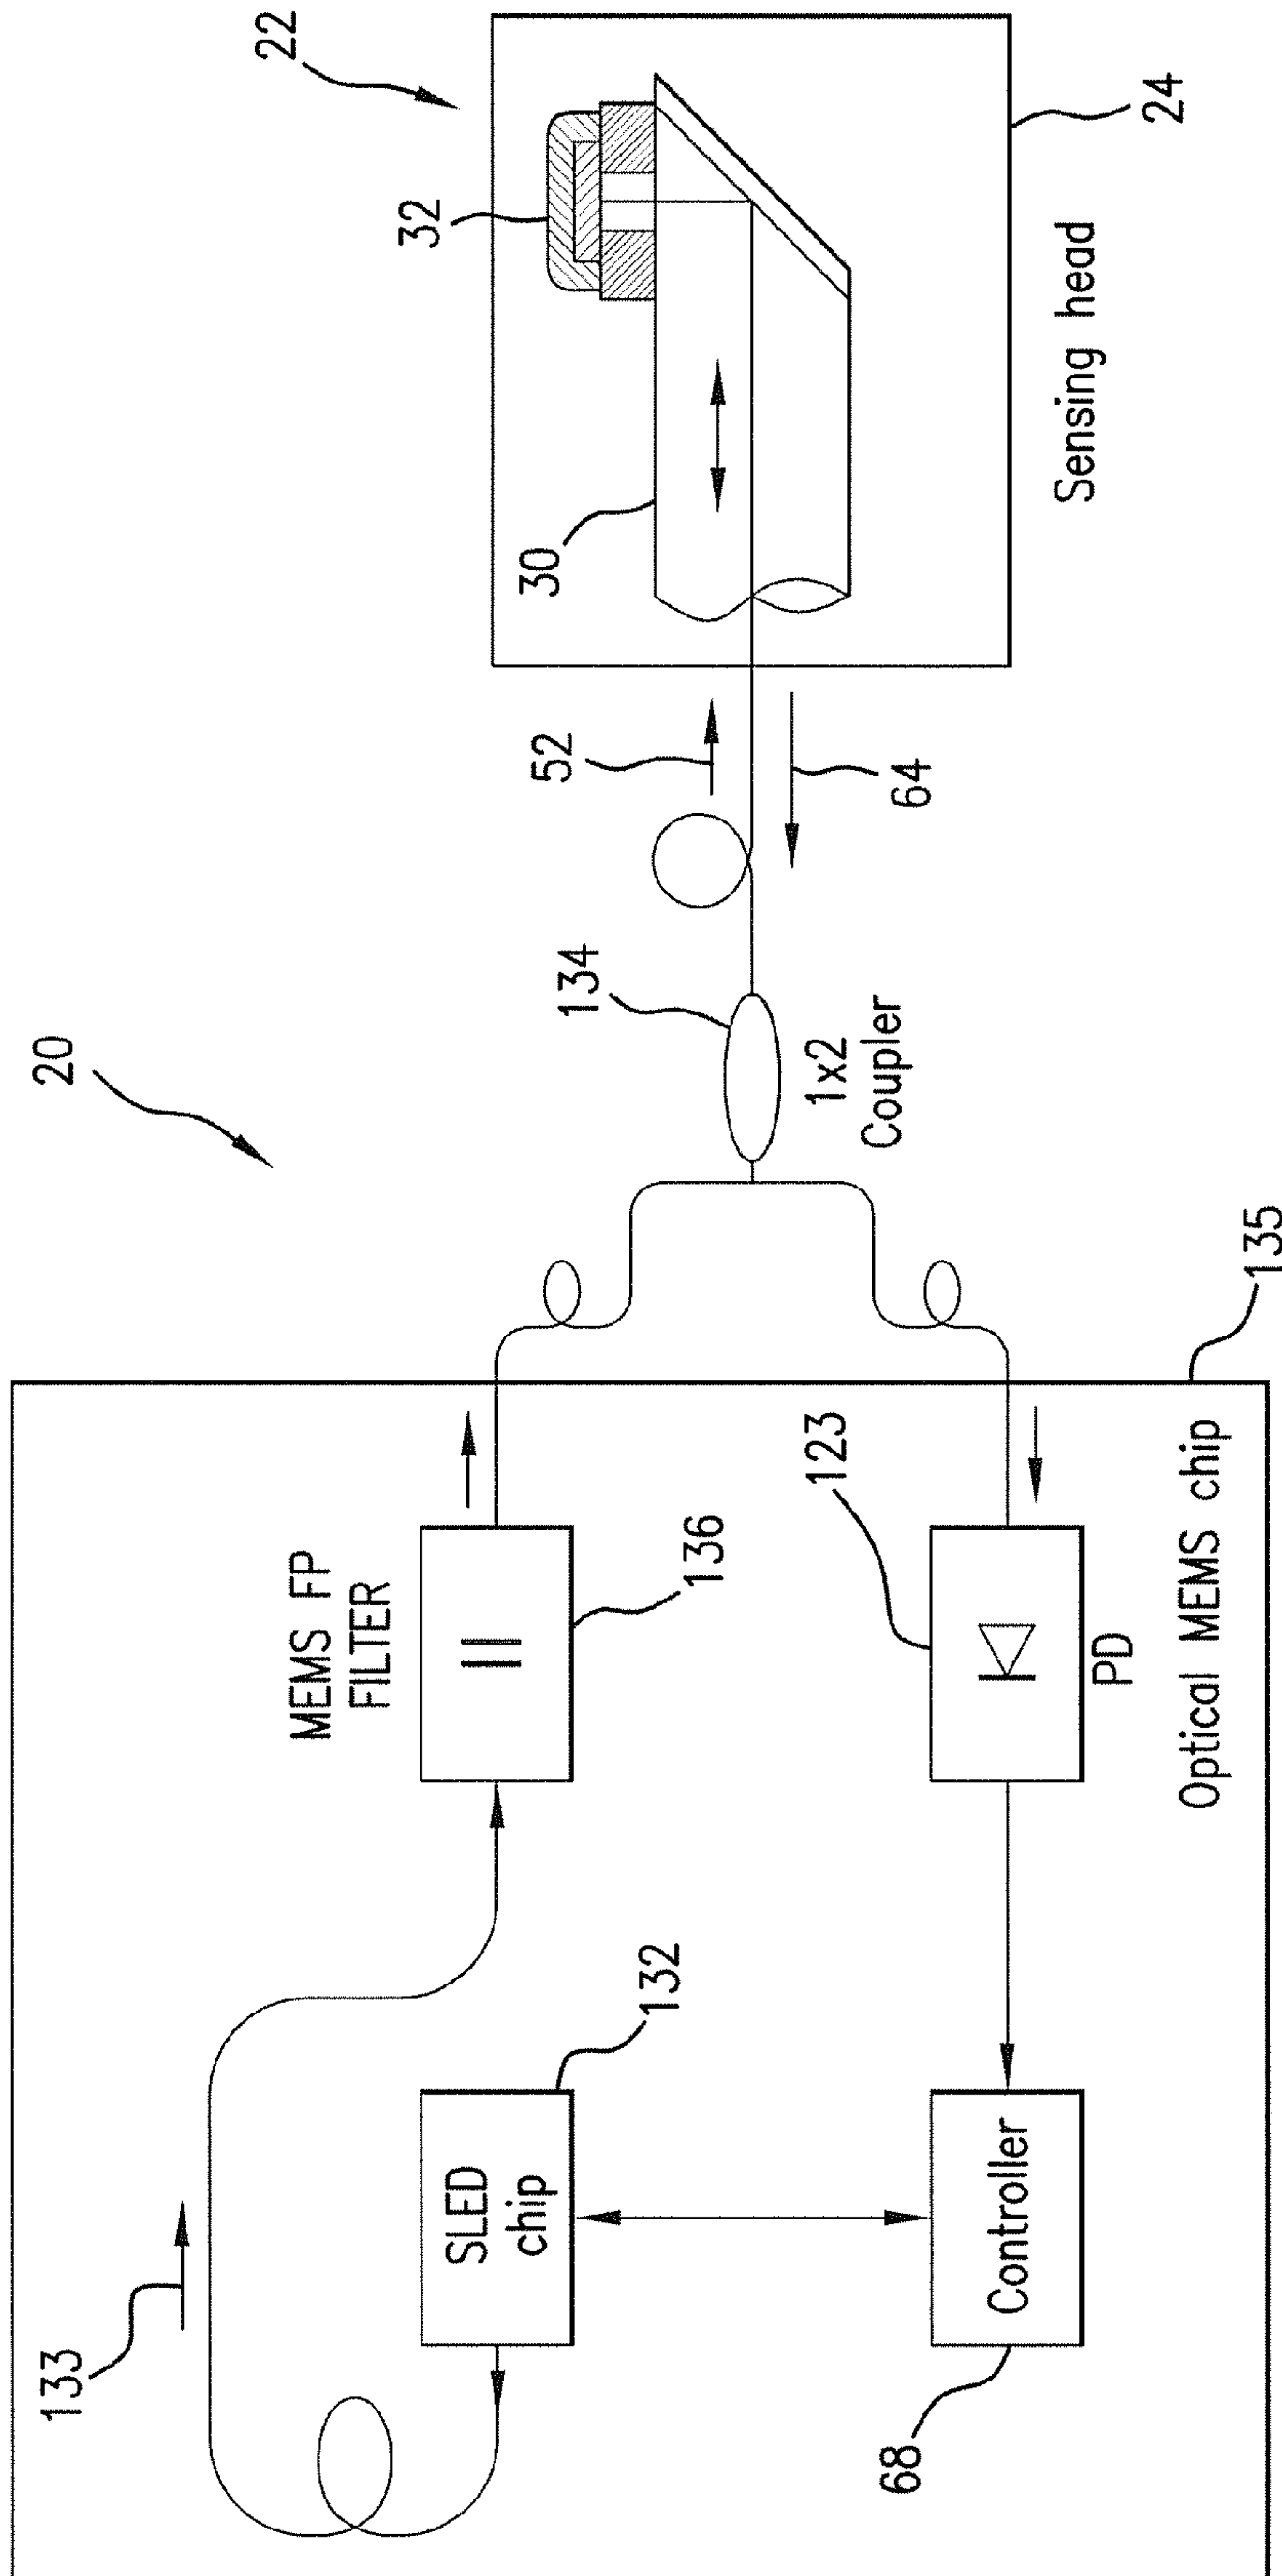 20
22
133
MEMS FP
FILTER
136
SLED
chip
132
Controller
68
123
PD
Optical MEMS chip
135
134
1x2
Coupler
52
64
30
32
24
Sensing head